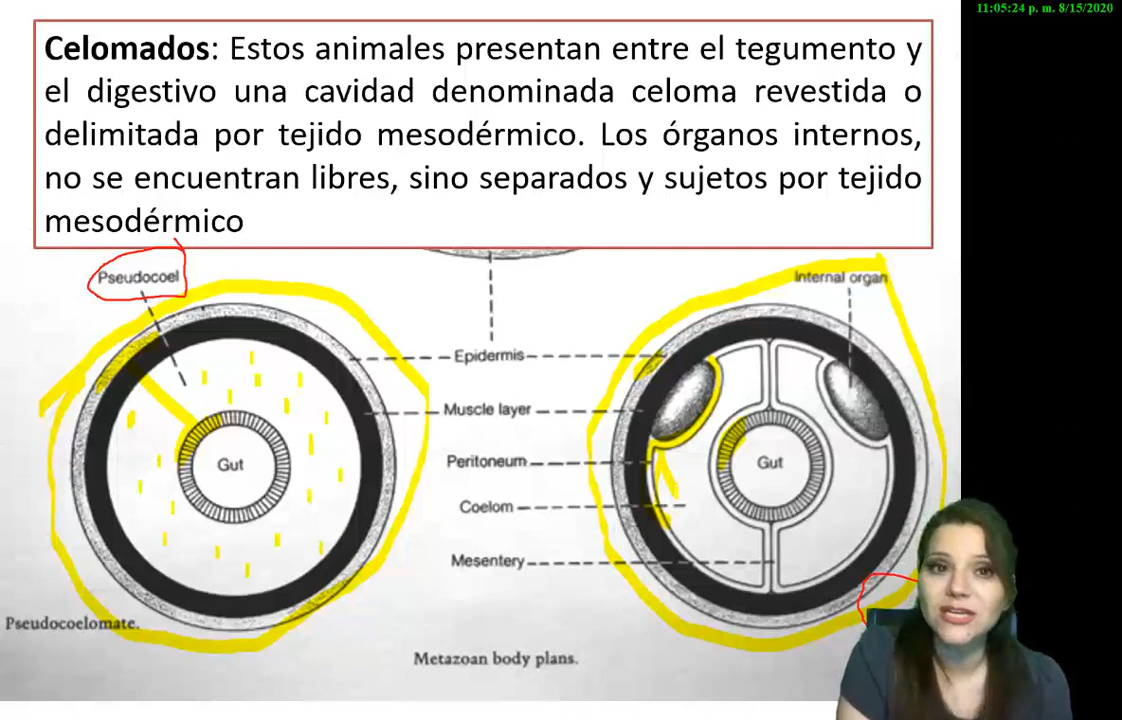 11:05:24 p. m. 8/15/2020
Celomados: Estos animales presentan entre el tegumento y
el digestivo una cavidad denominada celoma revestida o
delimitada por tejido mesodérmico. Los órganos internos,
no se encuentran libres, sino separados y sujetos por tejido
mesodérmico
Pseudocoel
Internal organ
Epidermis
Muscle layer
Peritoneum
Gut
Gut
Coelom
Mesentery
Pseudocoelomate.
Metazoan body plans.